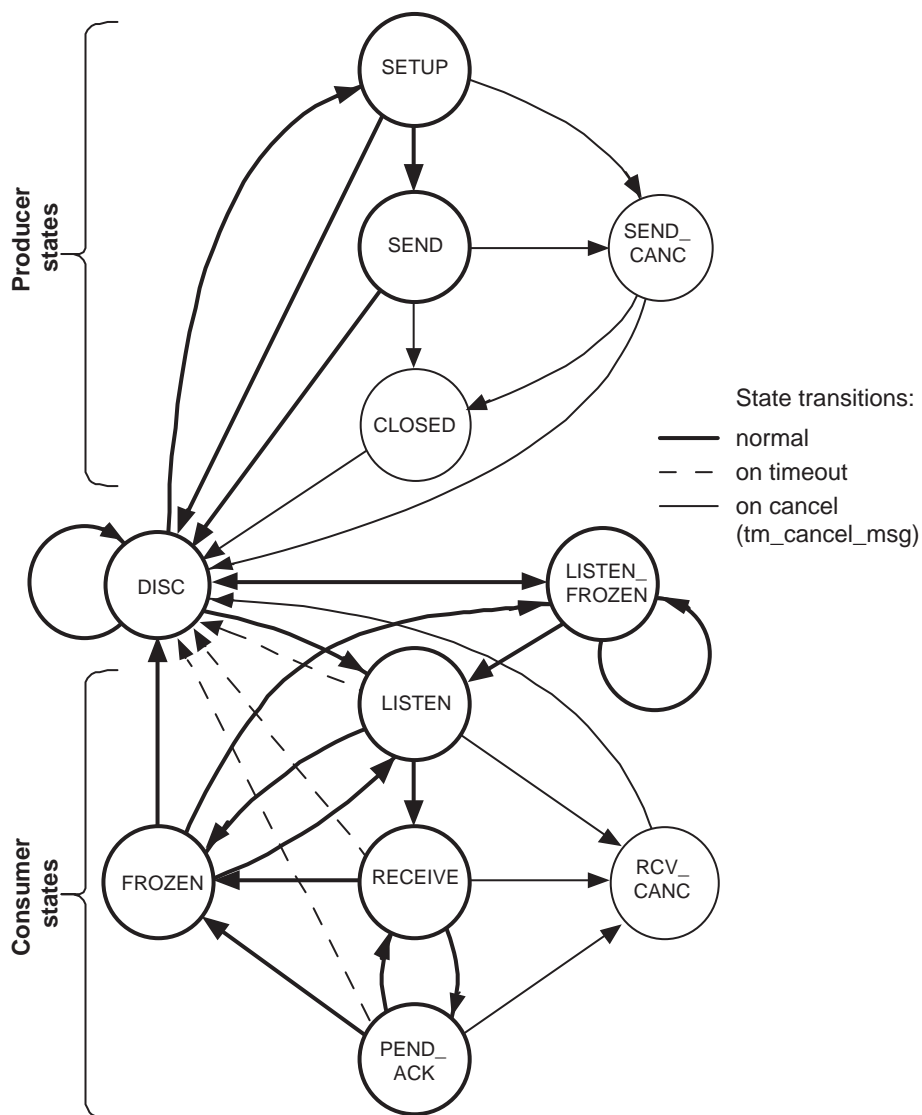 SETUP
Producer
states
SEND
SEND_
CANC
CLOSED
State transitions:
normal
on timeout
on cancel
(tm_cancel_msg)
DISC
LISTEN_
FROZEN
LISTEN
Consumer
states
FROZEN
RECEIVE
RCV_
CANC
PEND_
ACK